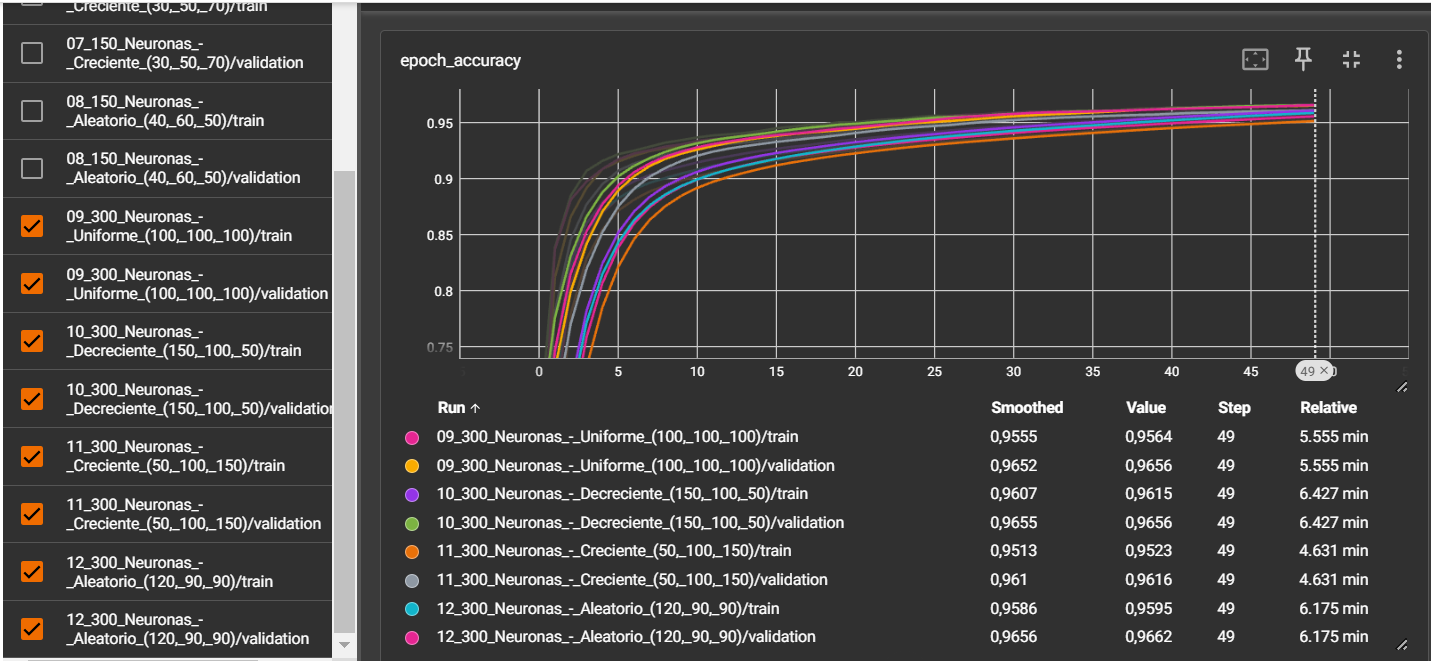 _Creciente_(30,_50,_70)/train
07_150_Neuronas_-
_Creciente_(30,_50,_70)/validation
08_150_Neuronas_-
_Aleatorio_(40,_60,_50)/train
08_150_Neuronas_-
_Aleatorio_(40,_60,_50)/validation
09_300_Neuronas_-
_Uniforme_(100,_100,_100)/train
09_300_Neuronas_-
_Uniforme_(100,_100,_100)/validation
10_300_Neuronas_-
_Decreciente_(150,_100,_50)/train
10_300_Neuronas_-
_Decreciente_(150,_100,_50)/validation
11_300_Neuronas_-
_Creciente_(50,_100,_150)/train
11_300_Neuronas_-
_Creciente_(50,_100,_150)/validation
12_300_Neuronas_-
_Aleatorio_(120,_90,_90)/train
12_300_Neuronas_-
_Aleatorio_(120,_90,_90)/validation
epoch_accuracy
0.95
0.9
0.85
0.8
0.75
0 5 10 15 20 25 30 35 40 45 49 ×
Run ↑ Smoothed Value Step Relative
09_300_Neuronas_-_Uniforme_(100,_100,_100)/train 0,9555 0,9564 49 5.555 min
09_300_Neuronas_-_Uniforme_(100,_100,_100)/validation 0,9652 0,9656 49 5.555 min
10_300_Neuronas_-_Decreciente_(150,_100,_50)/train 0,9607 0,9615 49 6.427 min
10_300_Neuronas_-_Decreciente_(150,_100,_50)/validation 0,9655 0,9656 49 6.427 min
11_300_Neuronas_-_Creciente_(50,_100,_150)/train 0,9513 0,9523 49 4.631 min
11_300_Neuronas_-_Creciente_(50,_100,_150)/validation 0,961 0,9616 49 4.631 min
12_300_Neuronas_-_Aleatorio_(120,_90,_90)/train 0,9586 0,9595 49 6.175 min
12_300_Neuronas_-_Aleatorio_(120,_90,_90)/validation 0,9656 0,9662 49 6.175 min